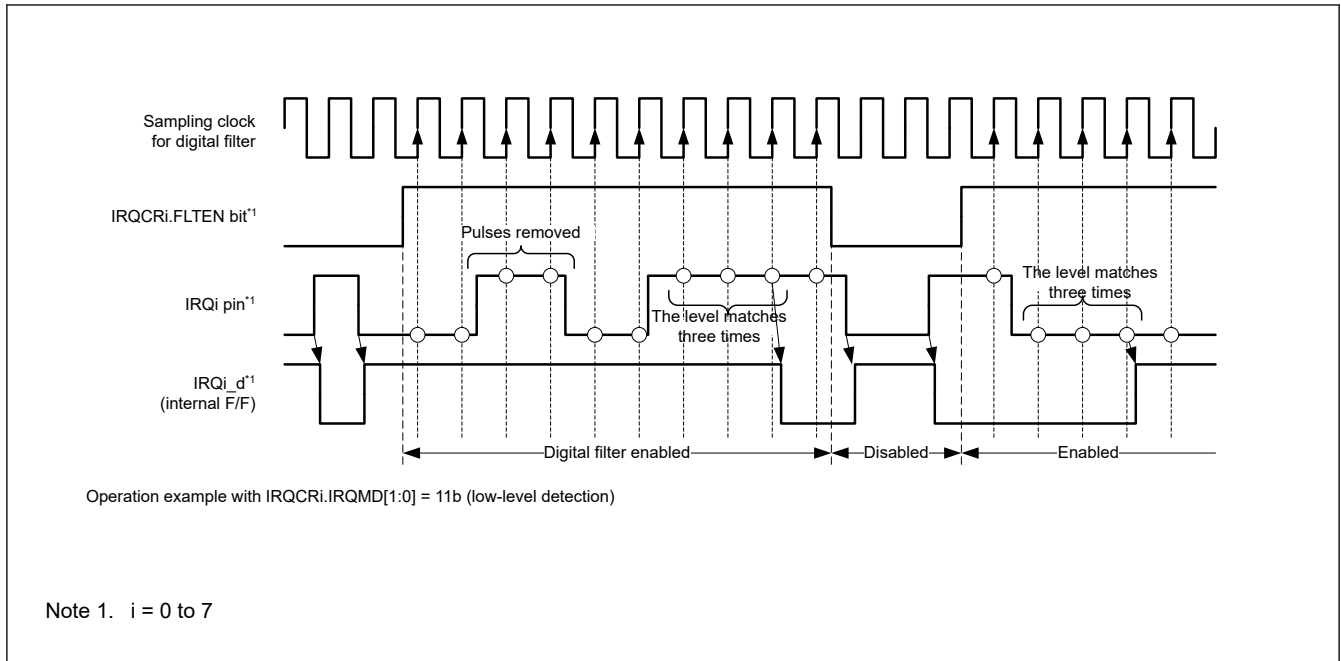 Sampling clock
for digital filter
IRQCRi.FLTEN bit*1
Pulses removed
IRQi pin*1
The level matches
three times
The level matches
three times
IRQi_d*1
(internal F/F)
Digital filter enabled
Disabled
Enabled
Operation example with IRQCRi.IRQMD[1:0] = 11b (low-level detection)
Note 1. i = 0 to 7